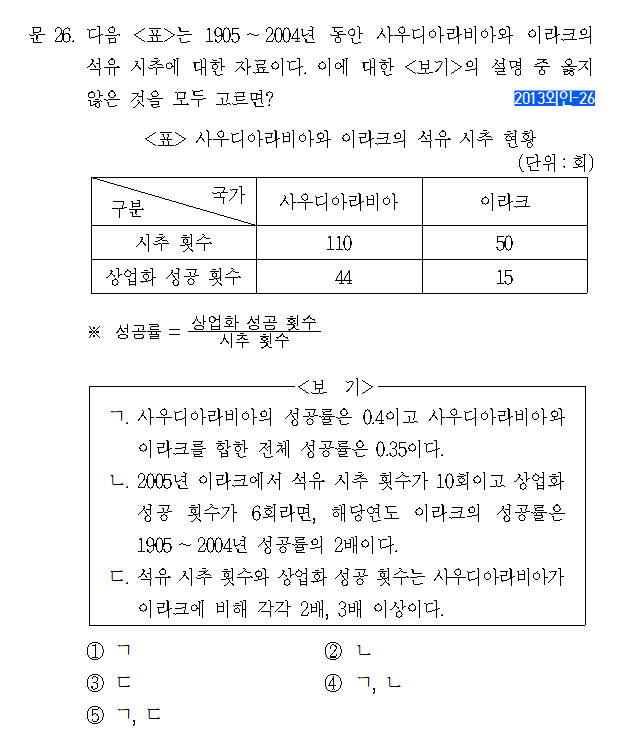 문 26. 다음 <표>는 1905 ~ 2004년 동안 사우디아라비아와 이라크의
석유 시추에 대한 자료이다. 이에 대한 <보기>의 설명 중 옳지
않은 것을 모두 고르면?
2013외인-26
<표> 사우디아라비아와 이라크의 석유 시추 현황
(단위 : 회)
구분 국가 사우디아라비아 이라크
시추 횟수 110 50
상업화 성공 횟수 44 15
※ 성공률 = 상업화 성공 횟수
시추 횟수
<보 기>
ㄱ. 사우디아라비아의 성공률은 0.4이고 사우디아라비아와
이라크를 합한 전체 성공률은 0.35이다.
ㄴ. 2005년 이라크에서 석유 시추 횟수가 10회이고 상업화
성공 횟수가 6회라면, 해당연도 이라크의 성공률은
1905 ~ 2004년 성공률의 2배이다.
ㄷ. 석유 시추 횟수와 상업화 성공 횟수는 사우디아라비아가
이라크에 비해 각각 2배, 3배 이상이다.
① ㄱ ② ㄴ
③ ㄷ ④ ㄱ, ㄴ
⑤ ㄱ, ㄷ